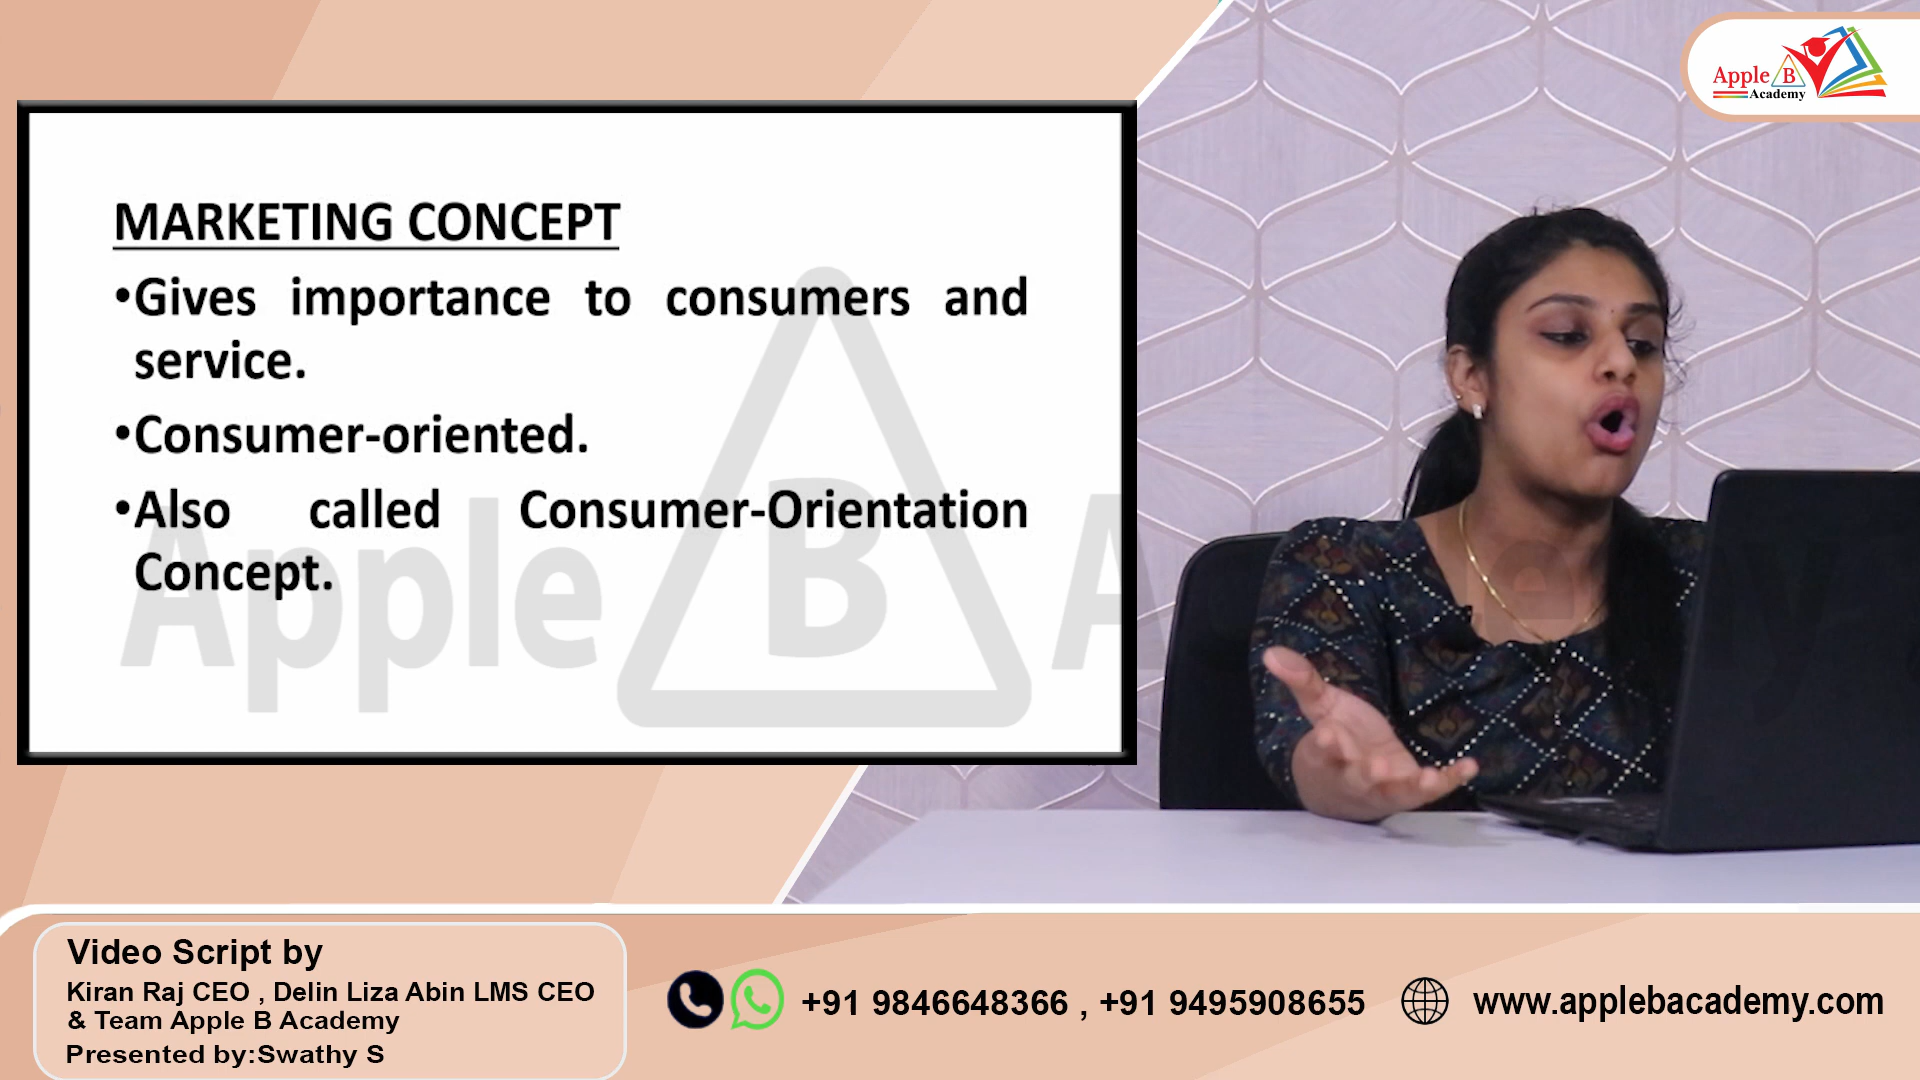 Apple B
Academy
MARKETING CONCEPT
•Gives importance to consumers and
service.
•Consumer-oriented.
•Also called Consumer-Orientation
Concept.
Apple B A
Video Script by
Kiran Raj CEO , Delin Liza Abin LMS CEO
& Team Apple B Academy
Presented by:Swathy S
+91 9846648366 , +91 9495908655
www.applebacademy.com